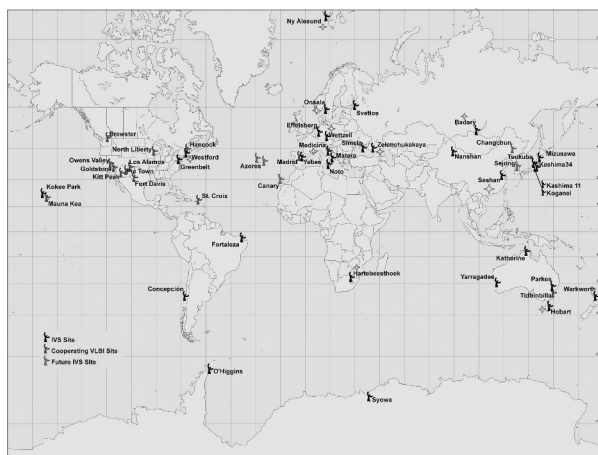 Ny Alesund
Onsala
Svetloe
Effelsberg
Badary
Brewster
Wettzell
Hancock
North Liberty
Medicina
Simeiz
Zelenchukskaya
Changchun
Mizusawa
Westford
Tsukuba
Owens Valley
Los Alamos
Azores
Madrid
Yebes
Matera
Nanshan
Sejong
Kashima34
Goldstone
Greenbelt
Kitt Peak
Pie Town
Noto
Fort Davis
Canary
Seshan
Kashima 11
Kokee Park
Koganei
Mauna Kea
St. Croix
Fortaleza
Katherine
Hartebeesthoek
Yarragadee
Parkes
Concepción
Tidbinbilla
Warkworth
Hobart
IVS Site
Cooperating VLBI Site
Future IVS Site
O'Higgins
Syowa